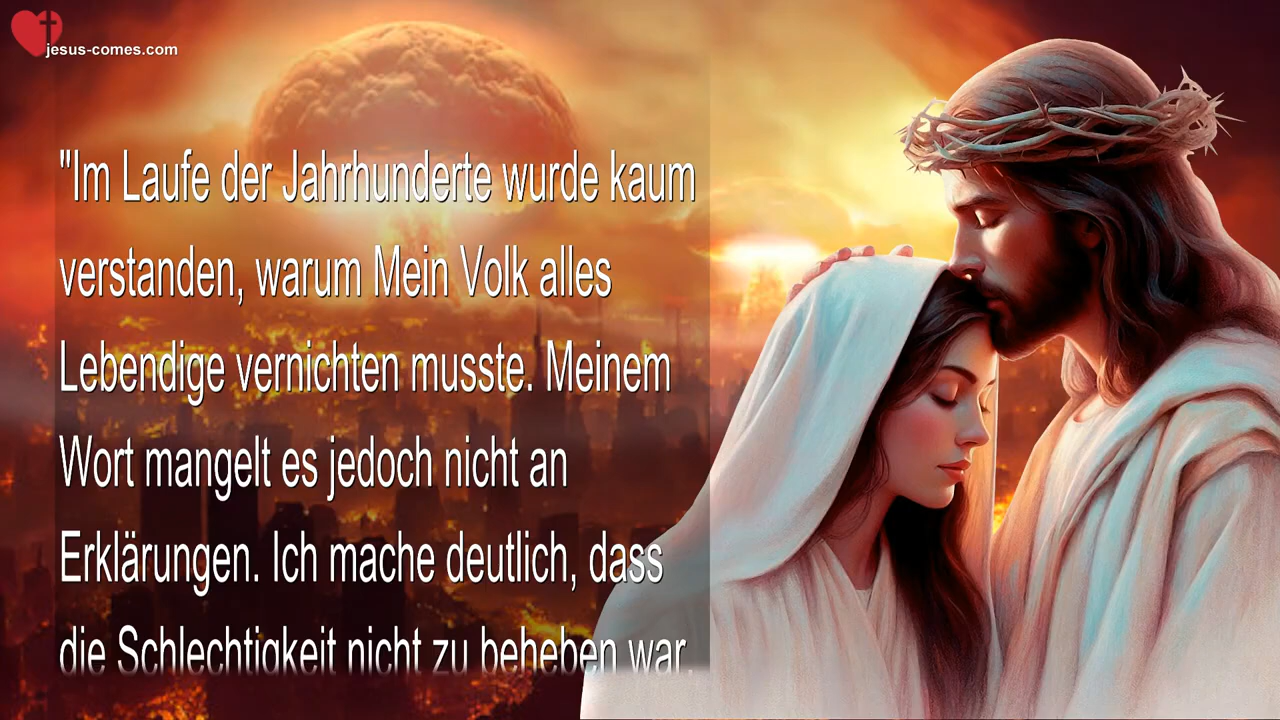 jesus-comes.com
"Im Laufe der Jahrhunderte wurde kaum
verstanden, warum Mein Volk alles
Lebendige vernichten musste. Meinem
Wort mangelt es jedoch nicht an
Erklärungen. Ich mache deutlich, dass
die Schlechtigkeit nicht zu beheben war,